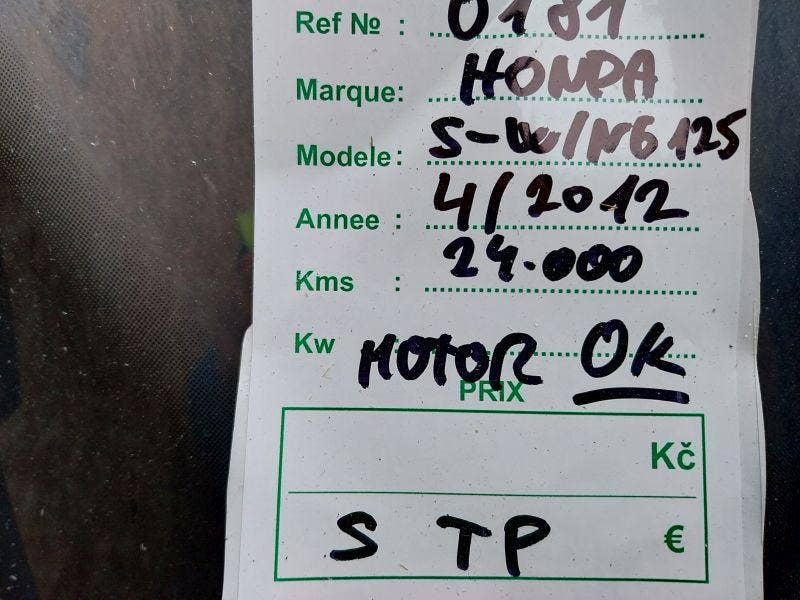 Ref № : 0181
Marque: HONDA
Modele: S-WING 125
Annee : 4/2012
Kms : 24.000
Kw : MOTOR OK
PRIX
Kč
S TP €